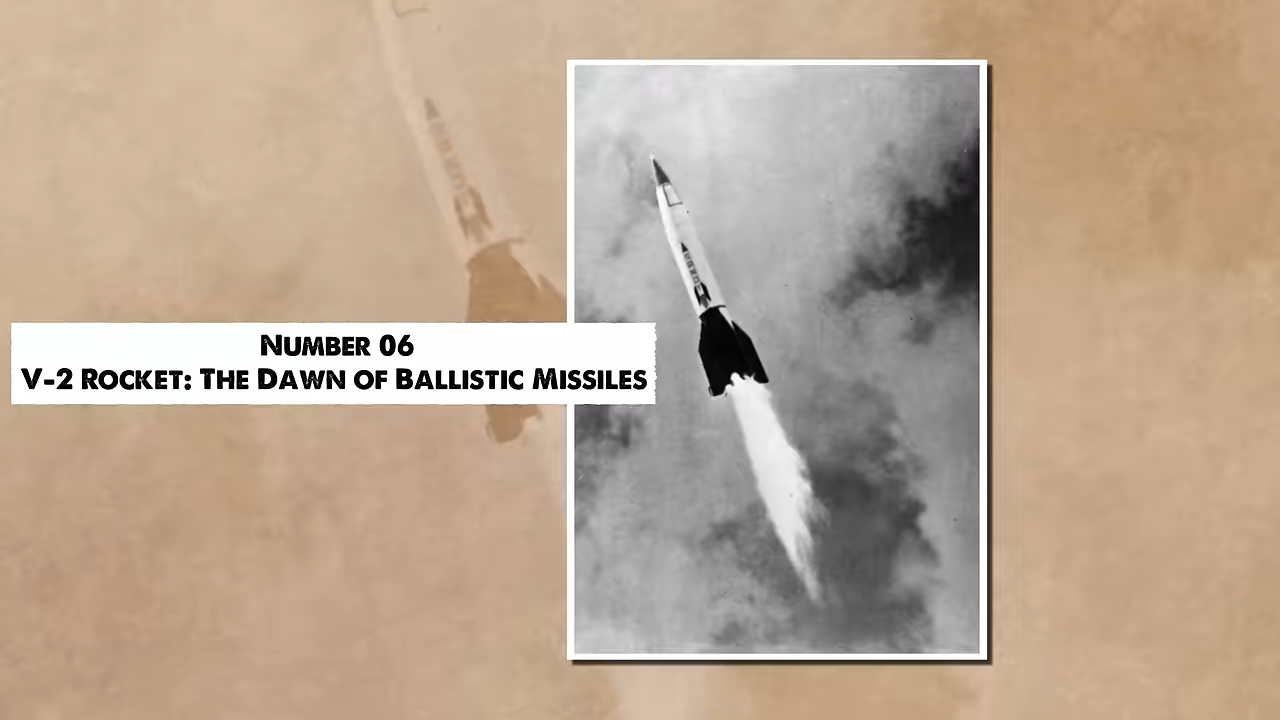 Number 06
V-2 Rocket: The Dawn of Ballistic Missiles